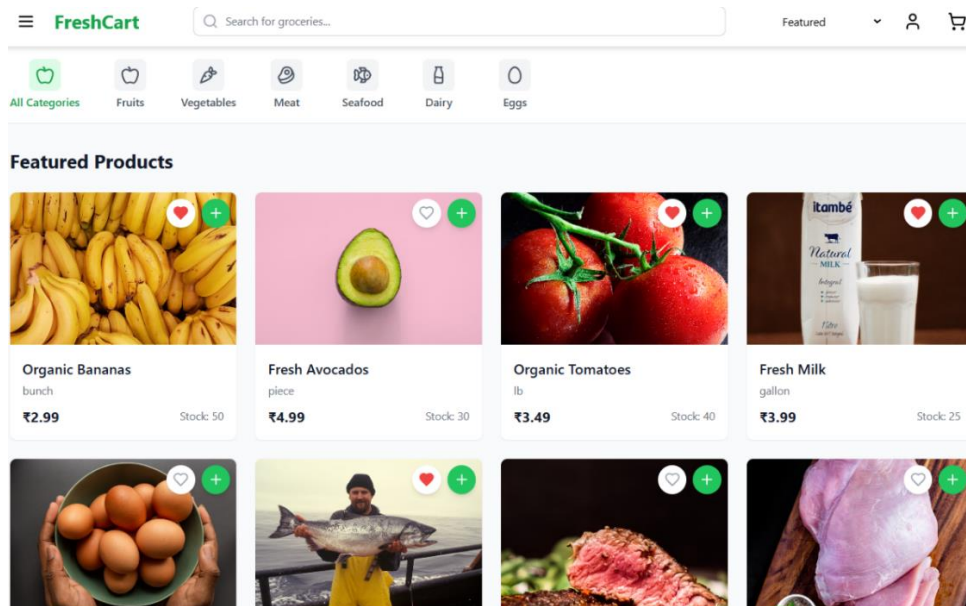 FreshCart
Search for groceries...
Featured
All Categories
Fruits
Vegetables
Meat
Seafood
Dairy
Eggs
Featured Products
itambé
Natural
MILK
Integral
Organic Bananas
bunch
₹2.99
Stock: 50
Fresh Avocados
piece
₹4.99
Stock: 30
Organic Tomatoes
lb
₹3.49
Stock: 40
Fresh Milk
gallon
₹3.99
Stock: 25